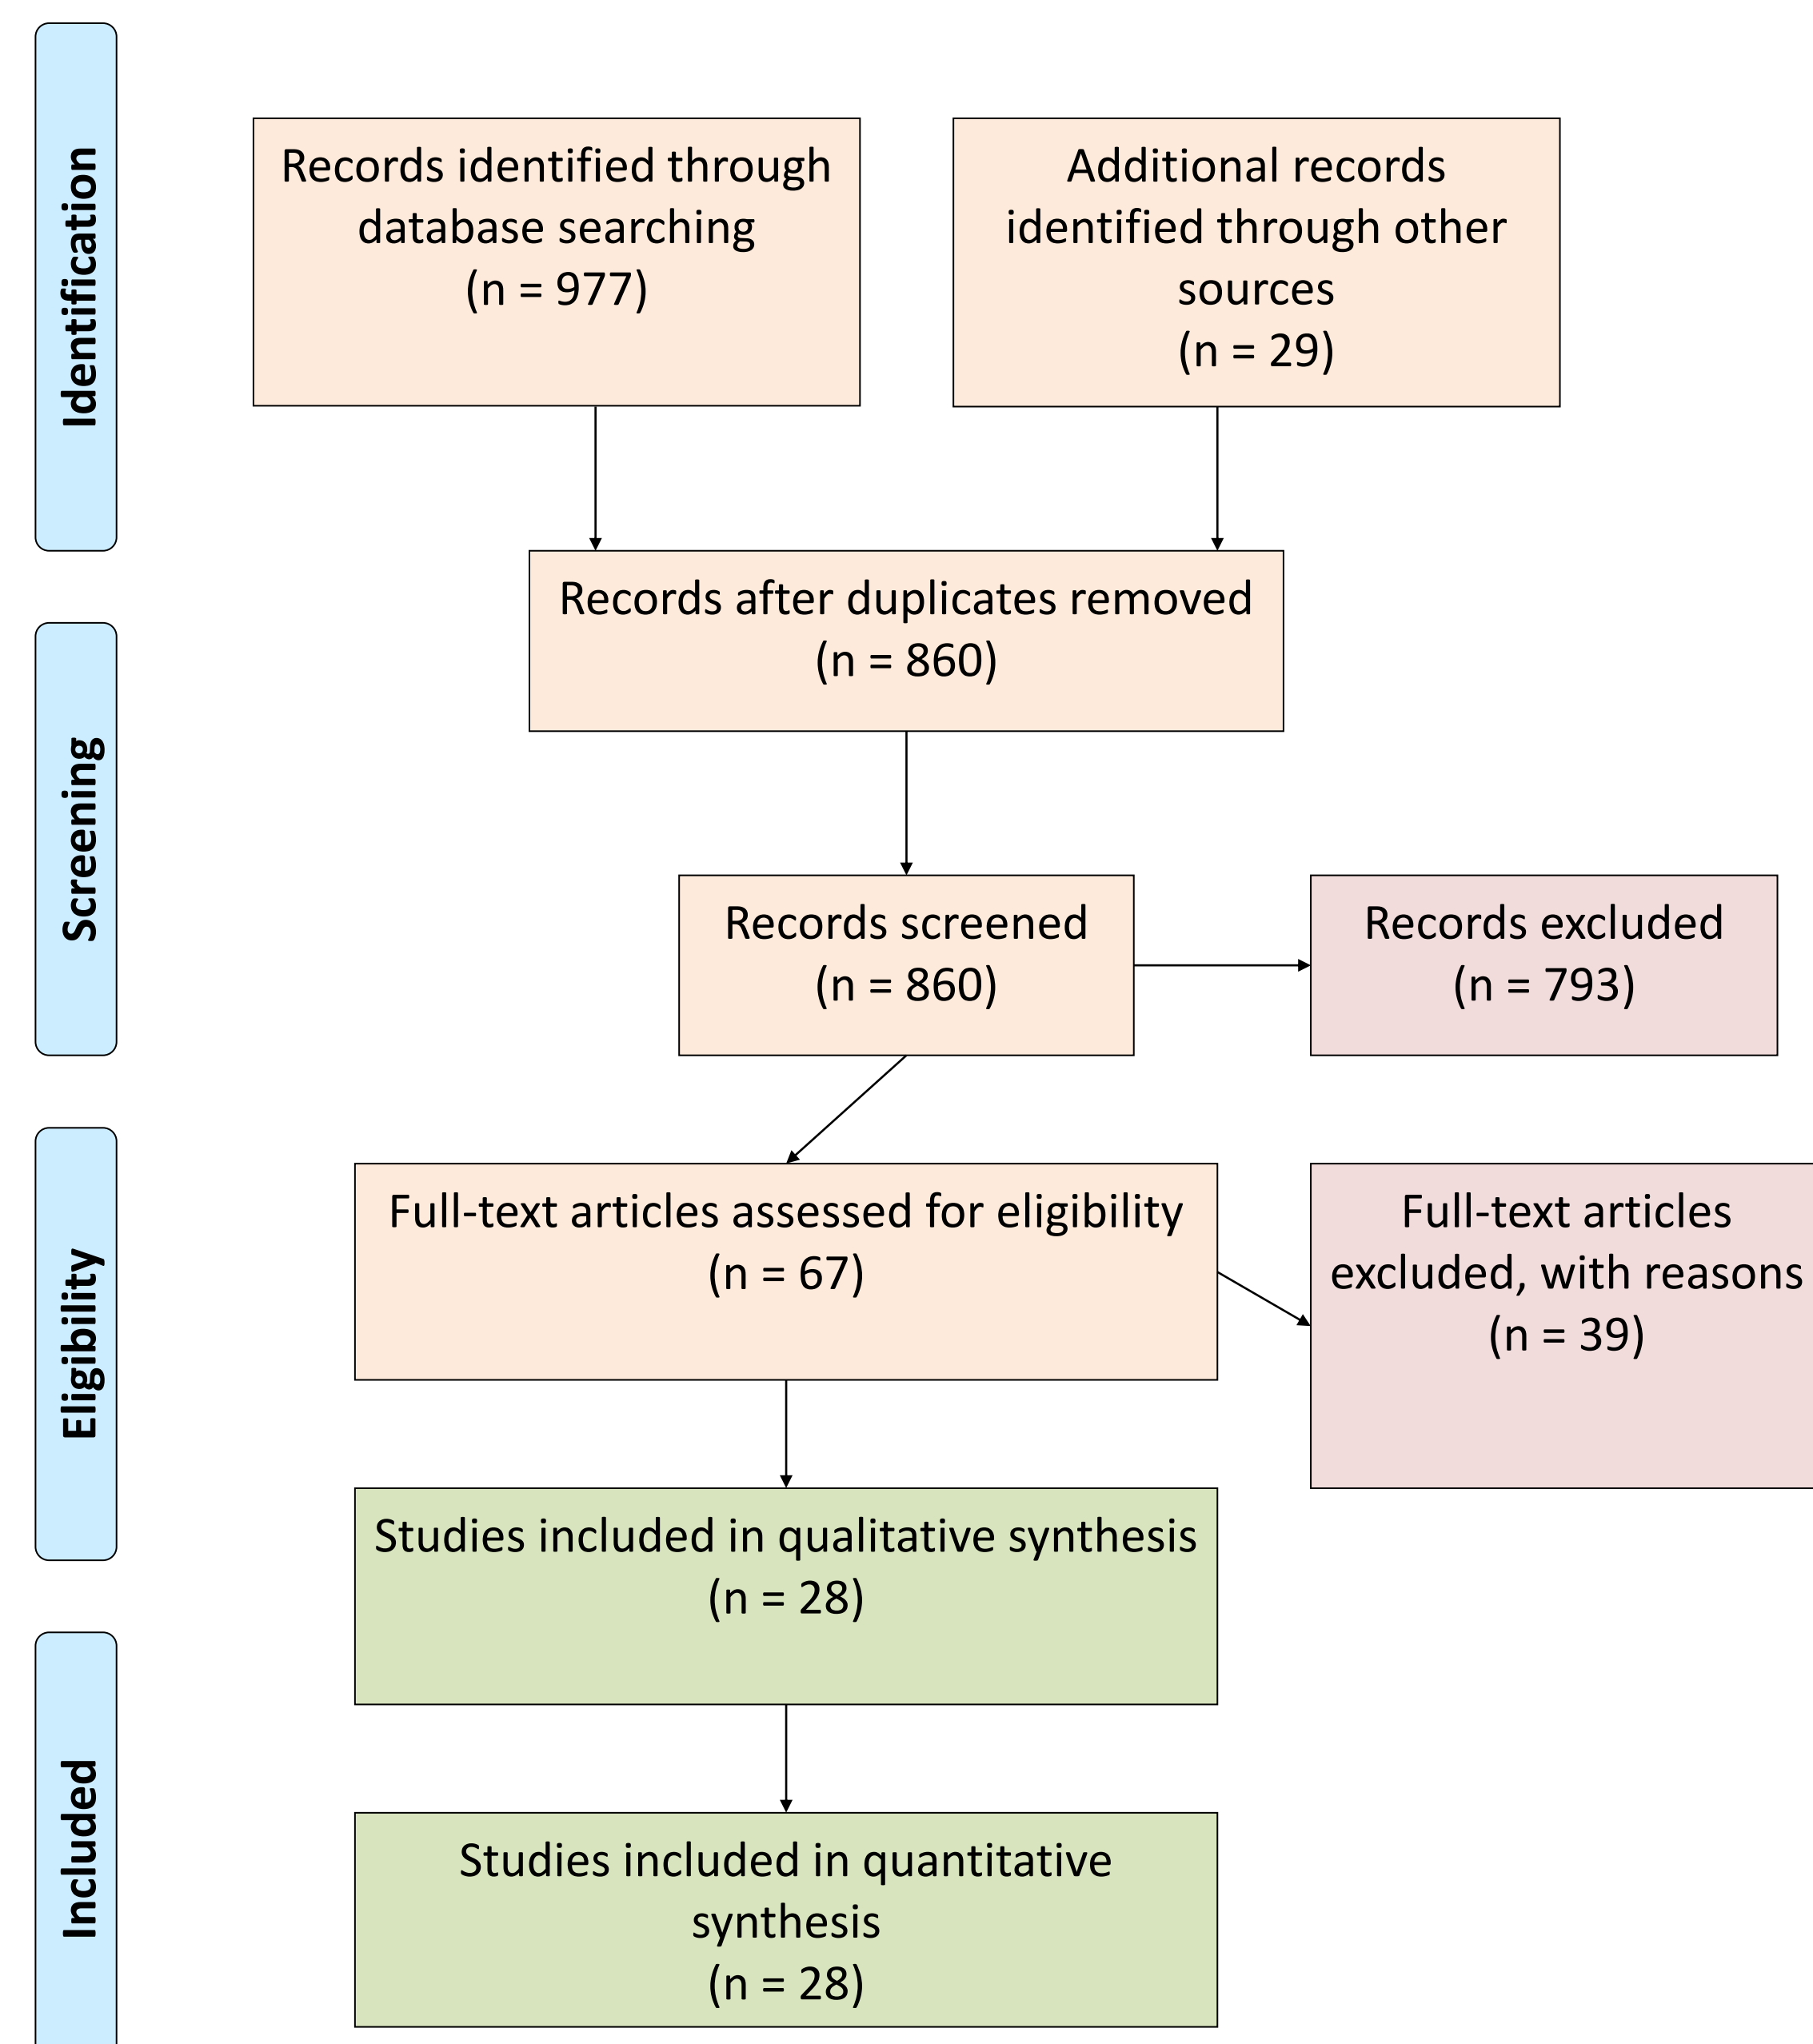 Identification
Records identified through
database searching
(n = 977)
Additional records
identified through other
sources
(n = 29)
Records after duplicates removed
(n = 860)
Screening
Records screened
(n = 860)
Records excluded
(n = 793)
Eligibility
Full-text articles assessed for eligibility
(n = 67)
Full-text articles
excluded, with reasons
(n = 39)
Studies included in qualitative synthesis
(n = 28)
Included
Studies included in quantitative
synthesis
(n = 28)